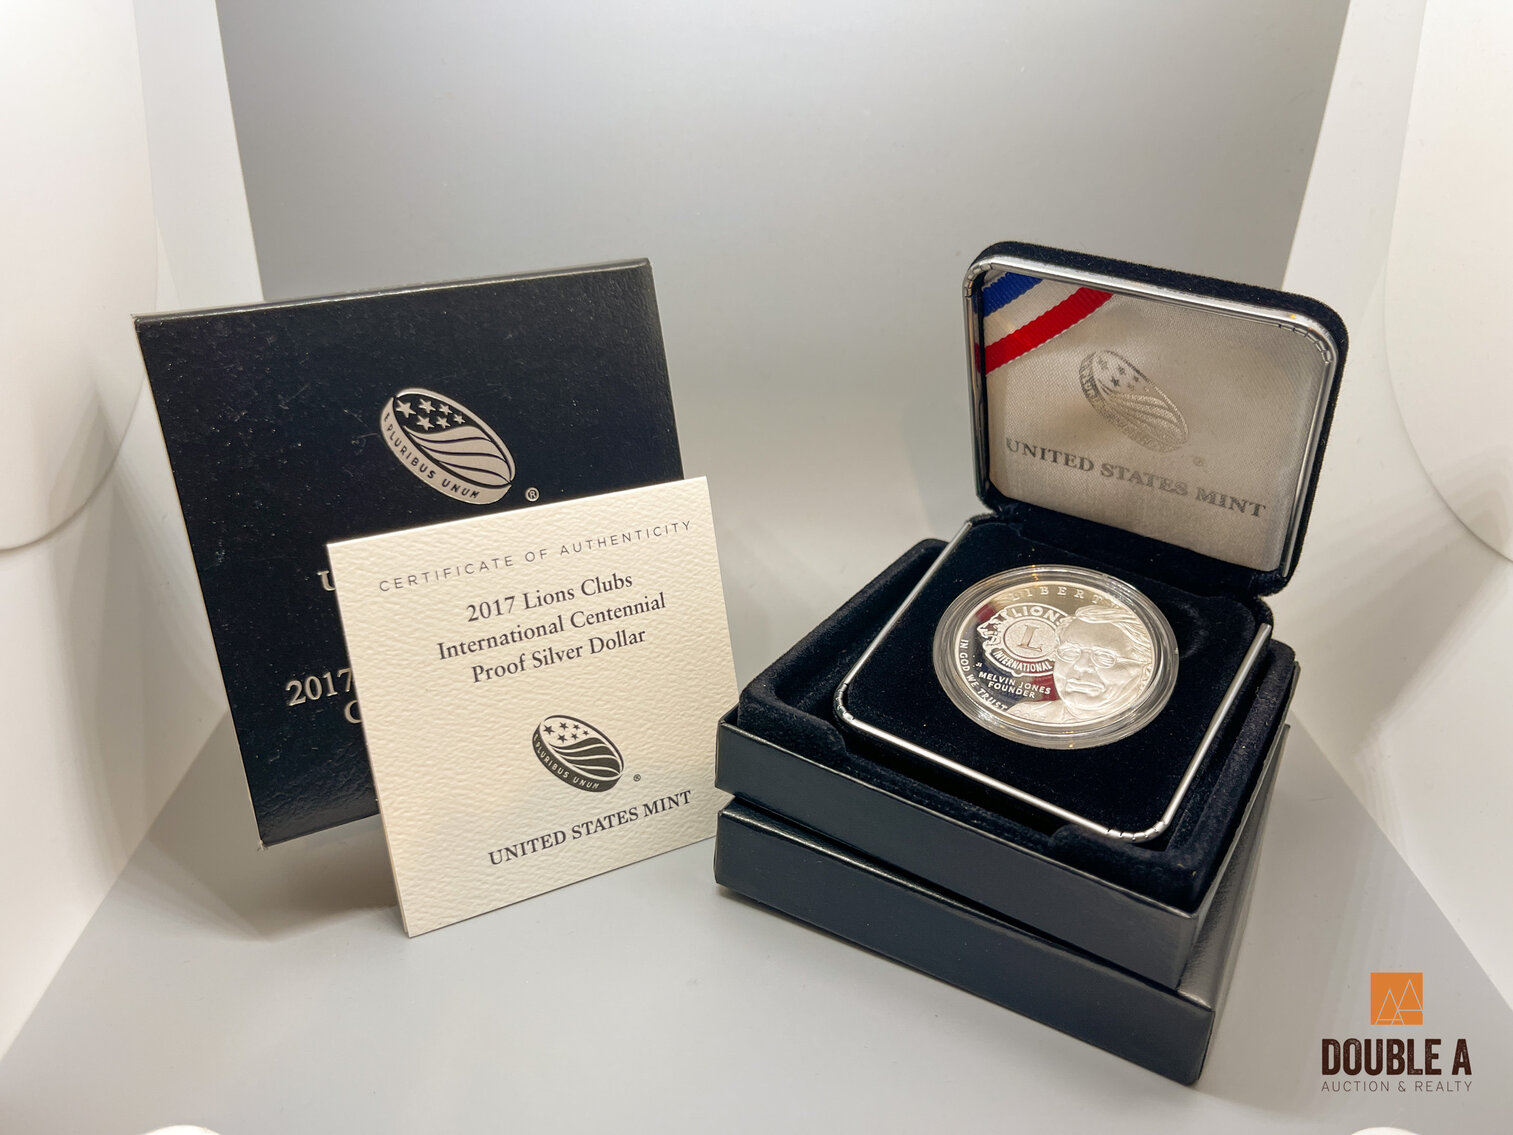 E PLURIBUS UNUM
®
2017
CERTIFICATE OF AUTHENTICITY
2017 Lions Clubs
International Centennial
Proof Silver Dollar
E PLURIBUS UNUM
®
UNITED STATES MINT
®
UNITED STATES MINT
LIBERTY
LIONS
L
INTERNATIONAL
MELVIN JONES
FOUNDER
IN GOD WE TRUST
DOUBLE A
AUCTION & REALTY